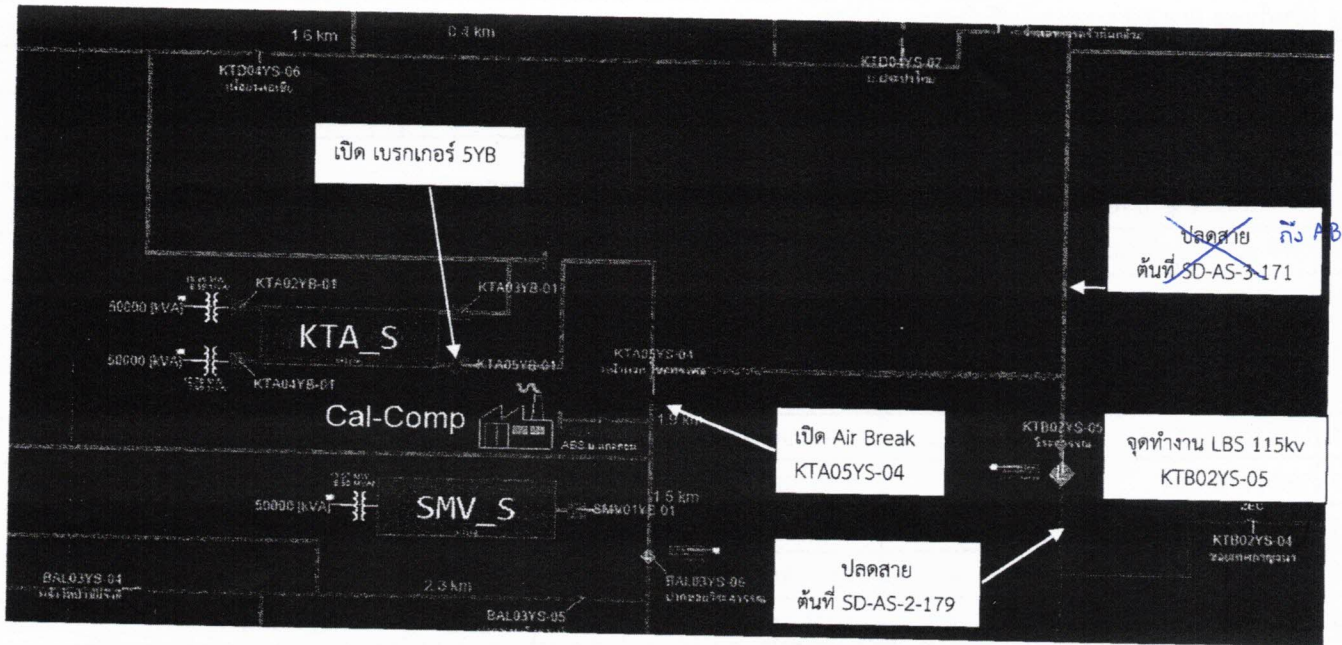 1.6 km
0.4 km
KTD04YS-06
KTD04YS-07
เปิด เบรกเกอร์ 5YB
ปลดสาย ถึง AB
ต้นที่ SD-AS-3-171
KTA02YB-01
KTA03YB-01
50000 [kVA]
KTA_S
50000 [kVA]
KTA05YB-01
KTA05YS-04
KTA04YB-01
Cal-Comp
1.9 km
เปิด Air Break
KTA05YS-04
KTB02YS-05
จุดทำงาน LBS 115kv
KTB02YS-05
50000 [kVA]
SMV_S
SMV01YB-01
1.5 km
KTB02YS-04
ปลดสาย
ต้นที่ SD-AS-2-179
BAL03YS-04
2.3 km
BAL03YS-06
BAL03YS-05